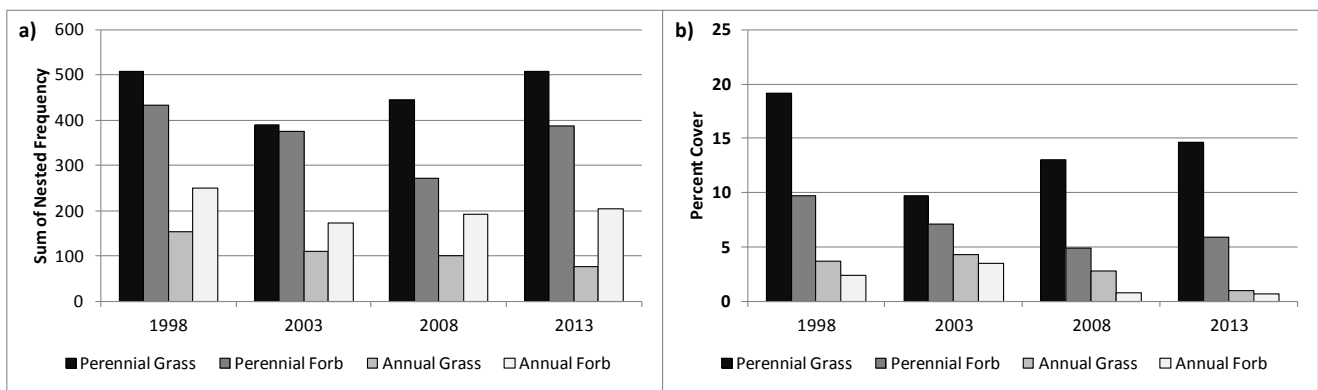 a)
600
500
400
300
200
100
0
Sum of Nested Frequency
1998 2003 2008 2013
Perennial Grass Perennial Forb Annual Grass Annual Forb
b)
25
20
15
10
5
0
Percent Cover
1998 2003 2008 2013
Perennial Grass Perennial Forb Annual Grass Annual Forb